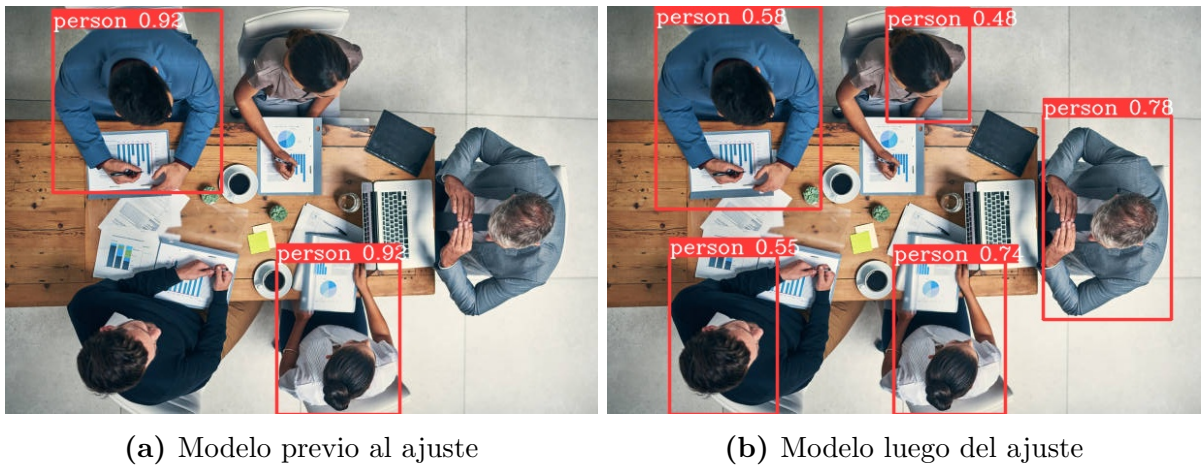 person 0.92
person 0.92
person 0.58
person 0.48
person 0.78
person 0.55
person 0.74
(a) Modelo previo al ajuste
(b) Modelo luego del ajuste